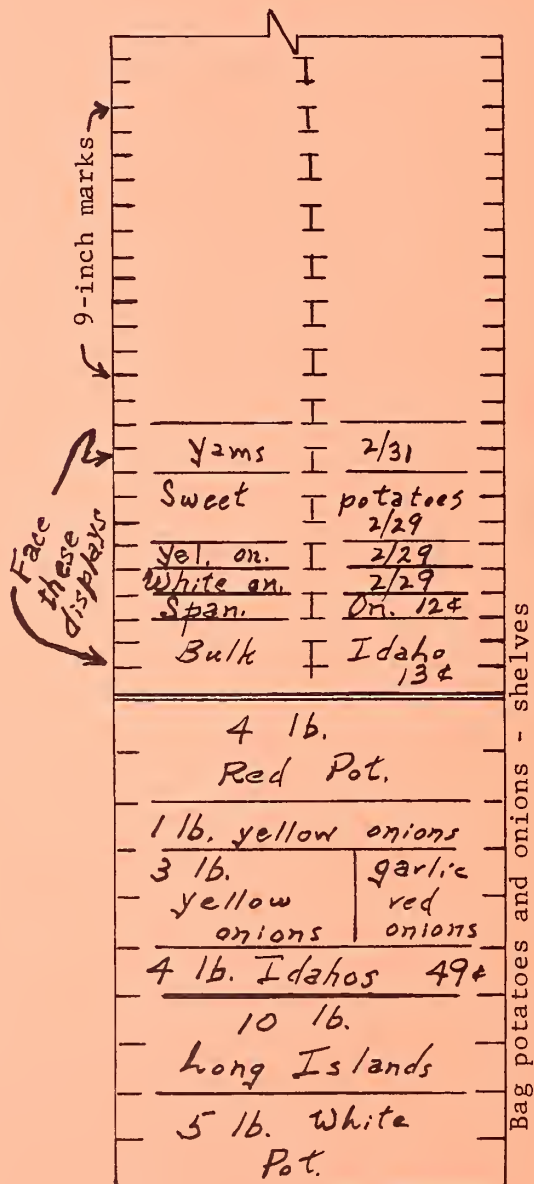 9-inch marks
Face
these
displays
Yams 2/31
Sweet potatoes
2/29
Yel. on. 2/29
White on. 2/29
Span. On. 12¢
Bulk Idaho
13¢
4 lb.
Red Pot.
1 lb. yellow onions
3 lb.
yellow
onions
garlic
red
onions
4 lb. Idahos 49¢
10 lb.
Long Islands
5 lb. White
Pot.
Bag potatoes and onions - shelves